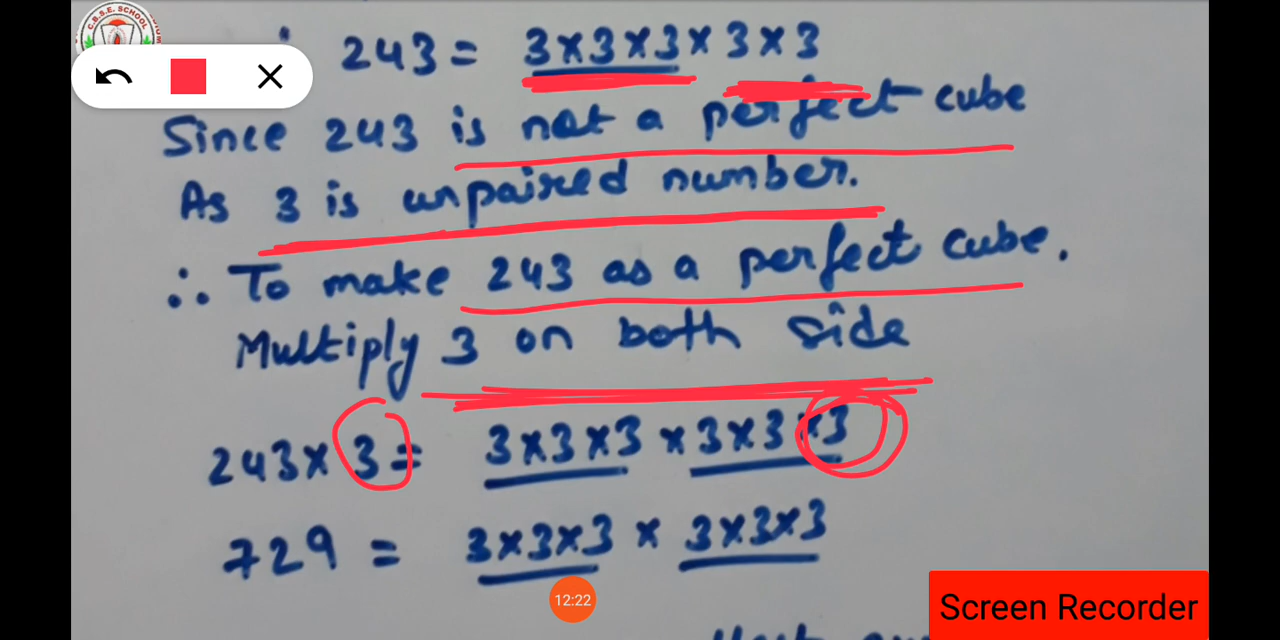 C.B.S.E. SCHOOL
243 = 3×3×3×3×3
Since 243 is not a perfect cube
As 3 is unpaired number.
∴ To make 243 as a perfect cube.
Multiply 3 on both side
243×3 = 3×3×3 × 3×3×3
729 = 3×3×3 × 3×3×3
12:22
Screen Recorder